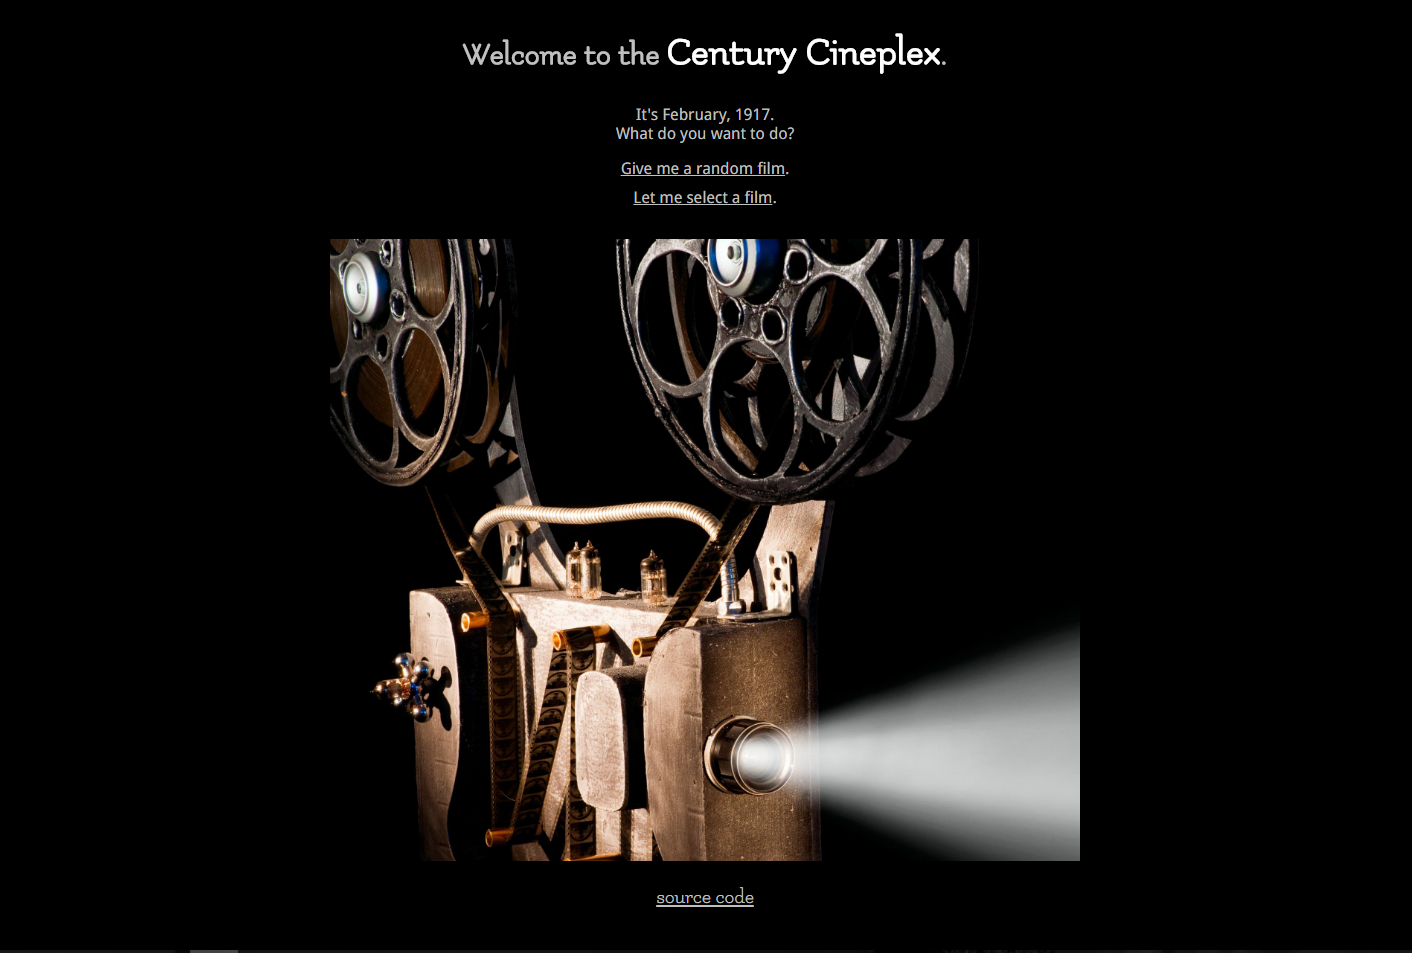 Welcome to the Century Cineplex.
It's February, 1917.
What do you want to do?
Give me a random film.
Let me select a film.
source code